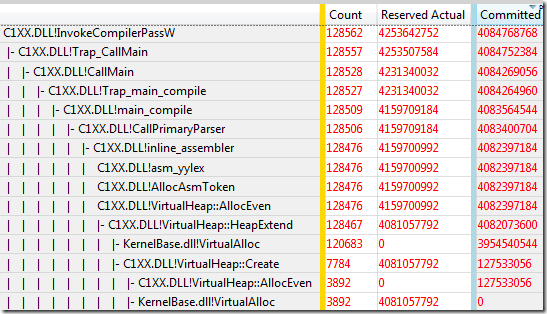 Count Reserved Actual Committed
C1XX.DLL!InvokeCompilerPassW 128562 4253642752 4084768768
|- C1XX.DLL!Trap_CallMain 128557 4253507584 4084752384
| |- C1XX.DLL!CallMain 128528 4231340032 4084269056
| | |- C1XX.DLL!Trap_main_compile 128527 4231340032 4084264960
| | | |- C1XX.DLL!main_compile 128509 4159709184 4083564544
| | | | |- C1XX.DLL!CallPrimaryParser 128506 4159709184 4083400704
| | | | | |- C1XX.DLL!inline_assembler 128476 4159700992 4082397184
| | | | | | C1XX.DLL!asm_yylex 128476 4159700992 4082397184
| | | | | | C1XX.DLL!AllocAsmToken 128476 4159700992 4082397184
| | | | | | C1XX.DLL!VirtualHeap::AllocEven 128476 4159700992 4082397184
| | | | | | |- C1XX.DLL!VirtualHeap::HeapExtend 128467 4081057792 4082073600
| | | | | | | |- KernelBase.dll!VirtualAlloc 120683 0 3954540544
| | | | | | | |- C1XX.DLL!VirtualHeap::Create 7784 4081057792 127533056
| | | | | | | | |- C1XX.DLL!VirtualHeap::AllocEven 3892 0 127533056
| | | | | | | | |- KernelBase.dll!VirtualAlloc 3892 4081057792 0